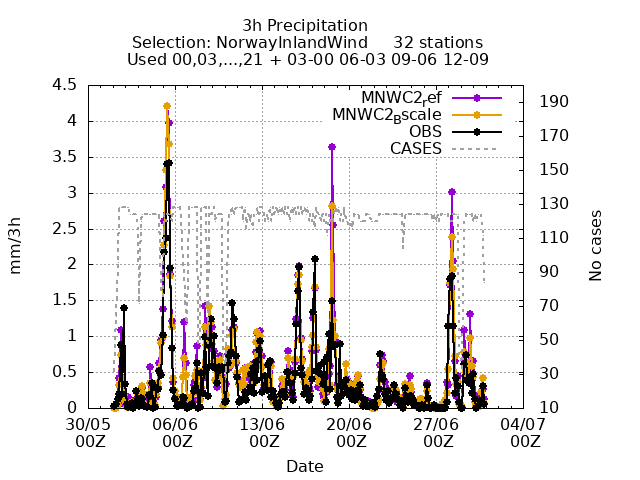 3h Precipitation
Selection: NorwayInlandWind 32 stations
Used 00,03,...,21 + 03-00 06-03 09-06 12-09
MNWC2ref
MNWC2Bscale
OBS
CASES
4.5
4
3.5
3
2.5
2
1.5
1
0.5
0
mm/3h
190
170
150
130
110
90
70
50
30
10
No cases
30/05 06/06 13/06 20/06 27/06 04/07
00Z 00Z 00Z 00Z 00Z 00Z
Date